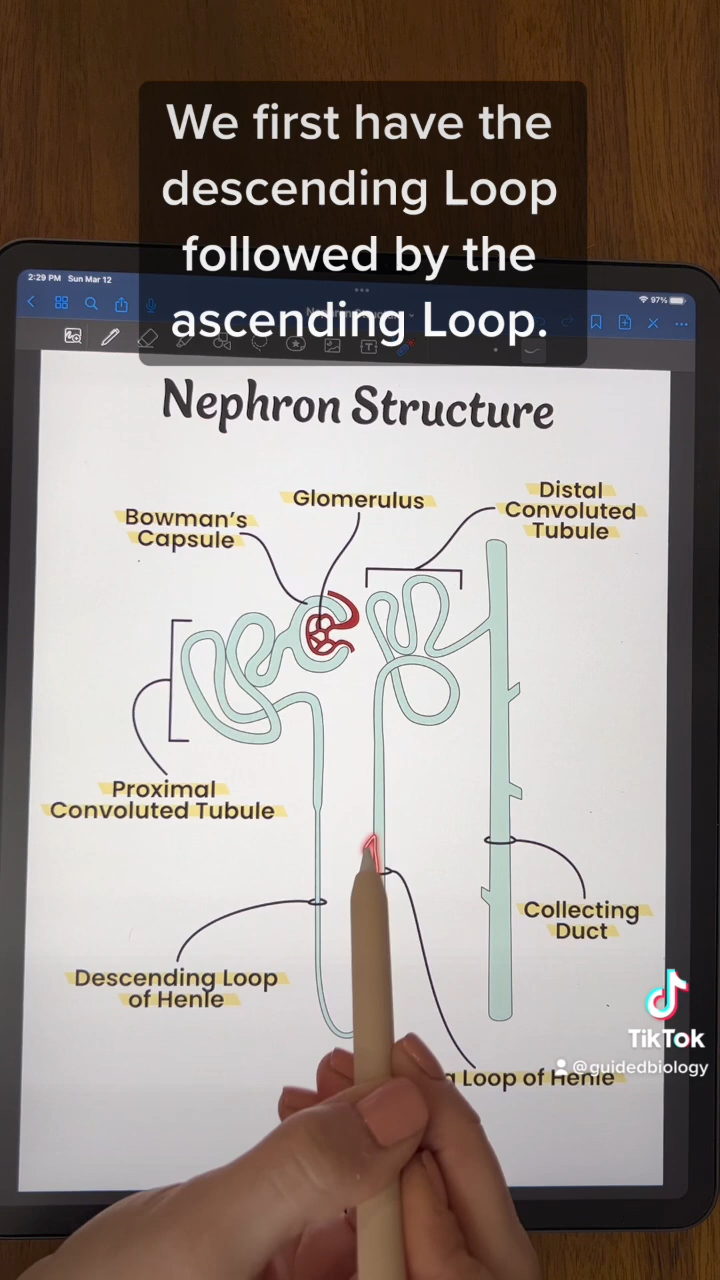 We first have the
descending Loop
followed by the
ascending Loop.
2:29 PM Sun Mar 12
97%
Nephron Structure
Glomerulus
Distal
Convoluted
Tubule
Bowman's
Capsule
Proximal
Convoluted Tubule
Collecting
Duct
Descending Loop
of Henle
Loop of Henle
TikTok
@guidedbiology